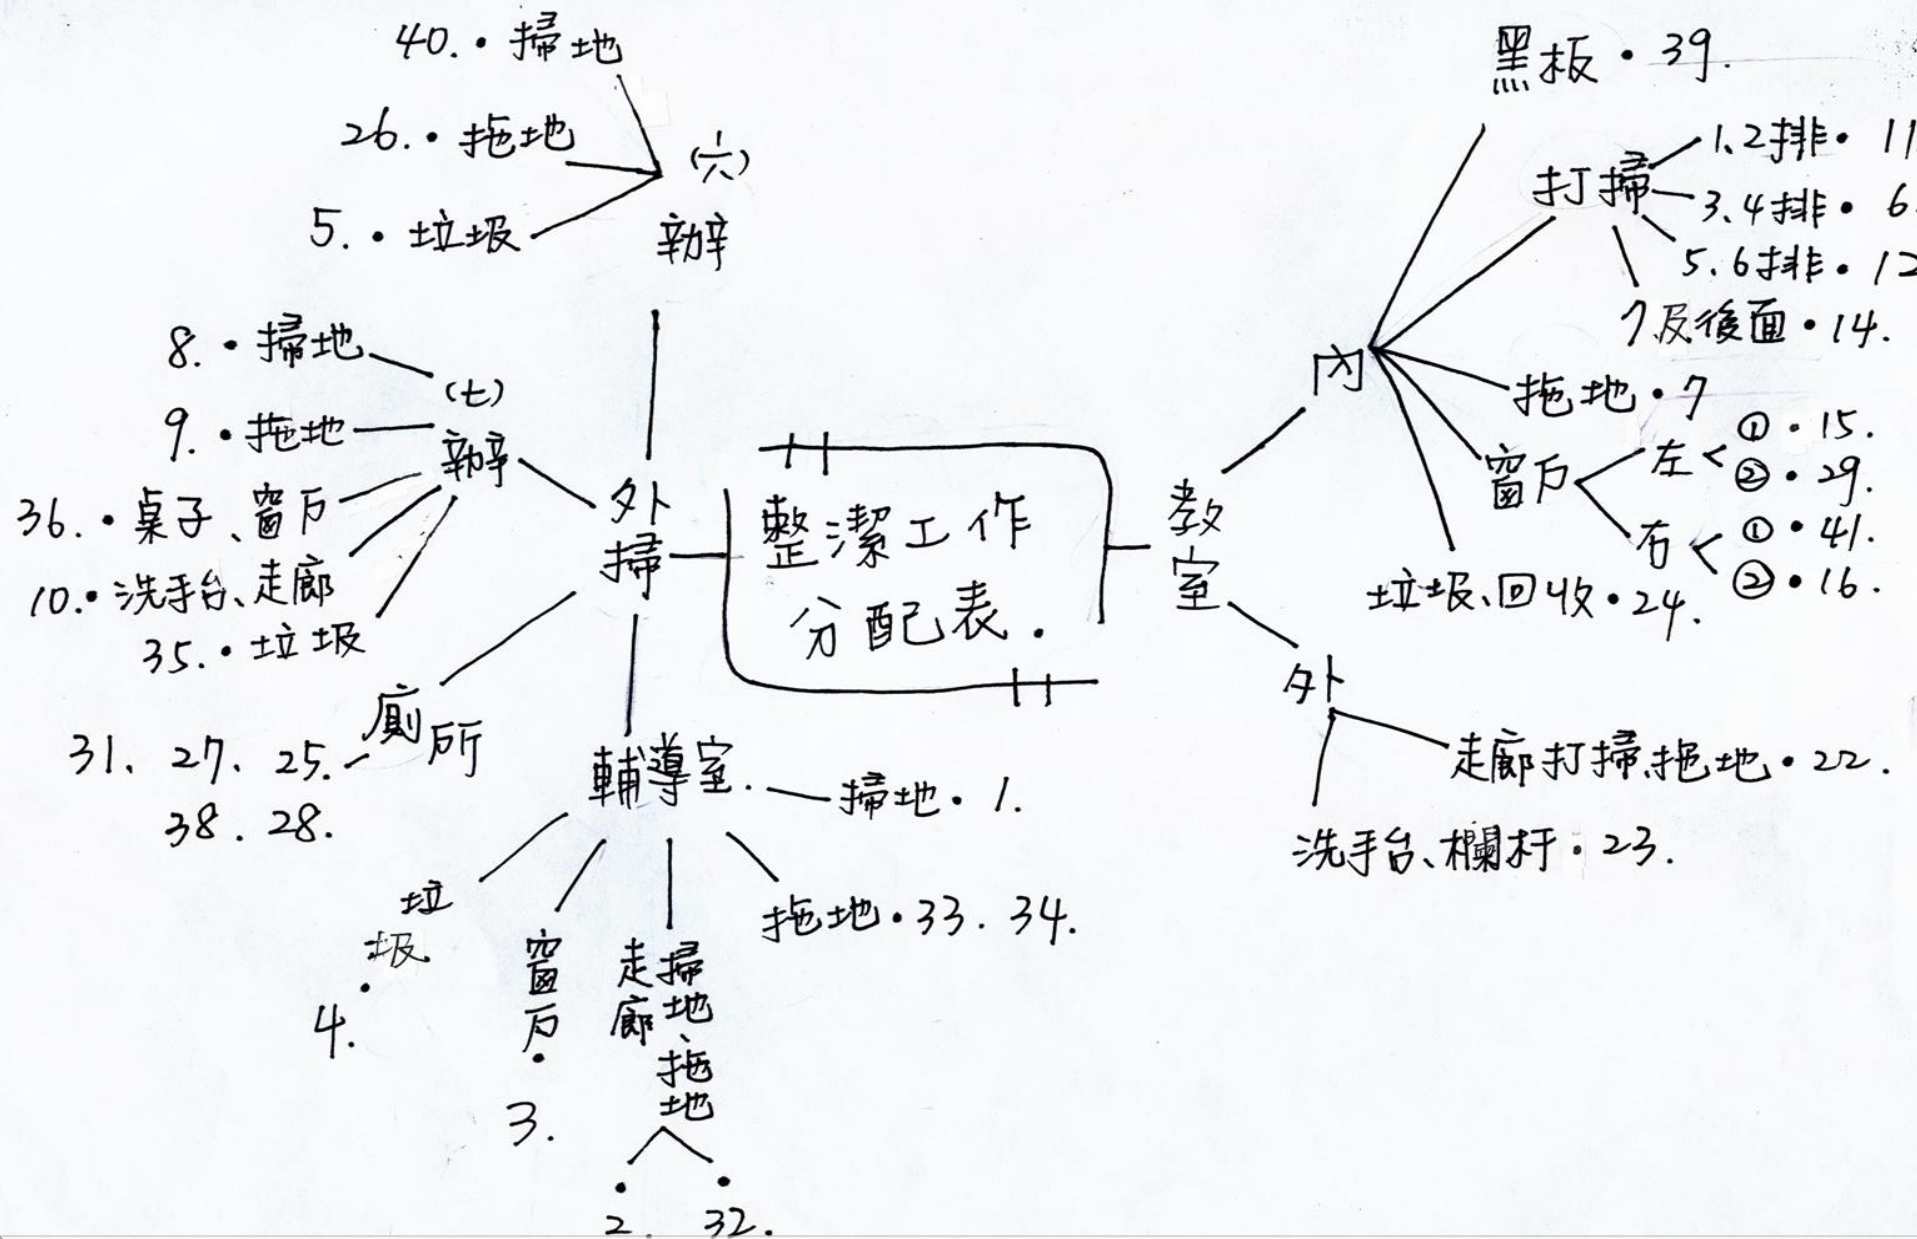 整潔工作
分配表.
外掃
(六)
辦
40.・掃地
26.・拖地
5.・垃圾
(七)
辦
8.・掃地
9.・拖地
36.・桌子、窗戶
10.・洗手台、走廊
35.・垃圾
廁所
31、27、25.
38.28.
輔導室.
掃地・1.
拖地・33.34.
走廊 掃地、拖地
・2.
・32.
窗戶・3.
垃圾・4.
教室
內
黑板・39.
打掃
1、2排・11
3、4排・6.
5.6排・12
7及後面・14.
拖地・7
窗戶
左
①・15.
②・29.
右
①・41.
②・16.
垃圾、回收・24.
外
走廊打掃、拖地・22.
洗手台、欄杆・23.